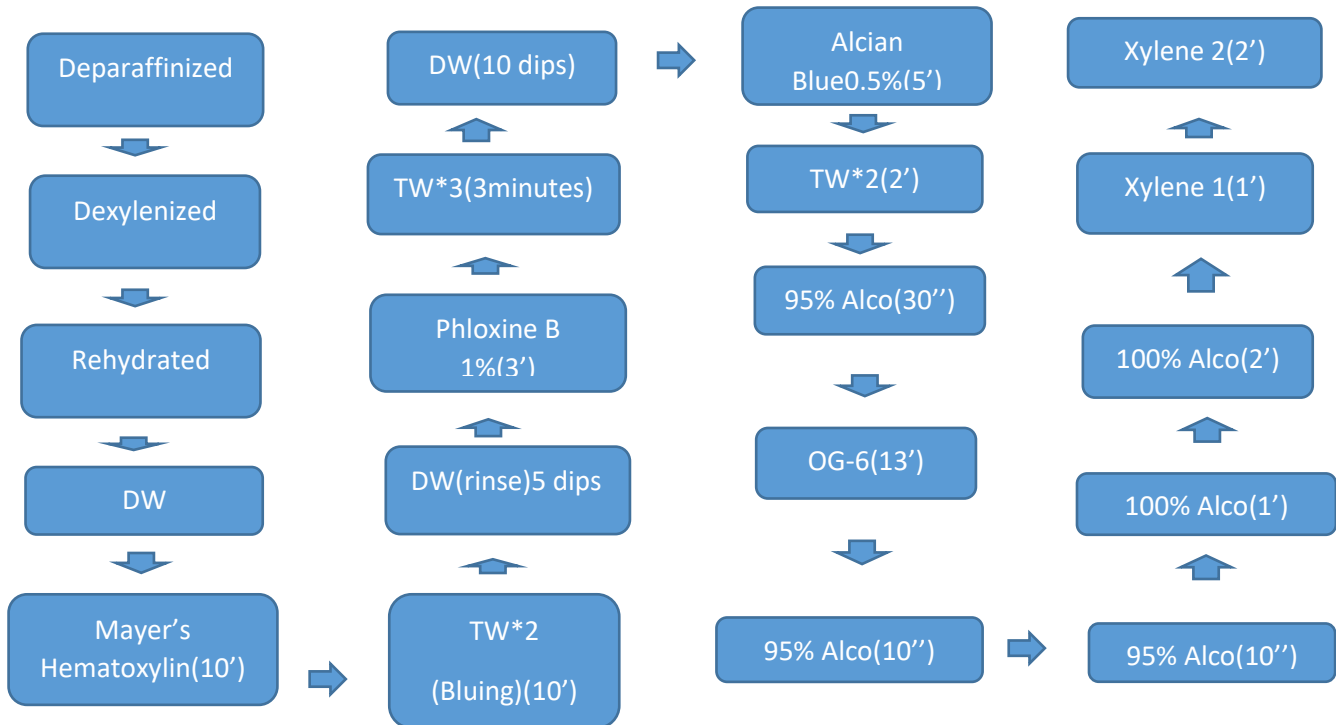 Deparaffinized
Dexylenized
Rehydrated
DW
Mayer’s
Hematoxylin(10’)
TW*2
(Bluing)(10’)
DW(rinse)5 dips
Phloxine B
1%(3’)
TW*3(3minutes)
DW(10 dips)
Alcian
Blue0.5%(5’)
TW*2(2’)
95% Alco(30’’)
OG-6(13’)
95% Alco(10’’)
95% Alco(10’’)
100% Alco(1’)
100% Alco(2’)
Xylene 1(1’)
Xylene 2(2’)